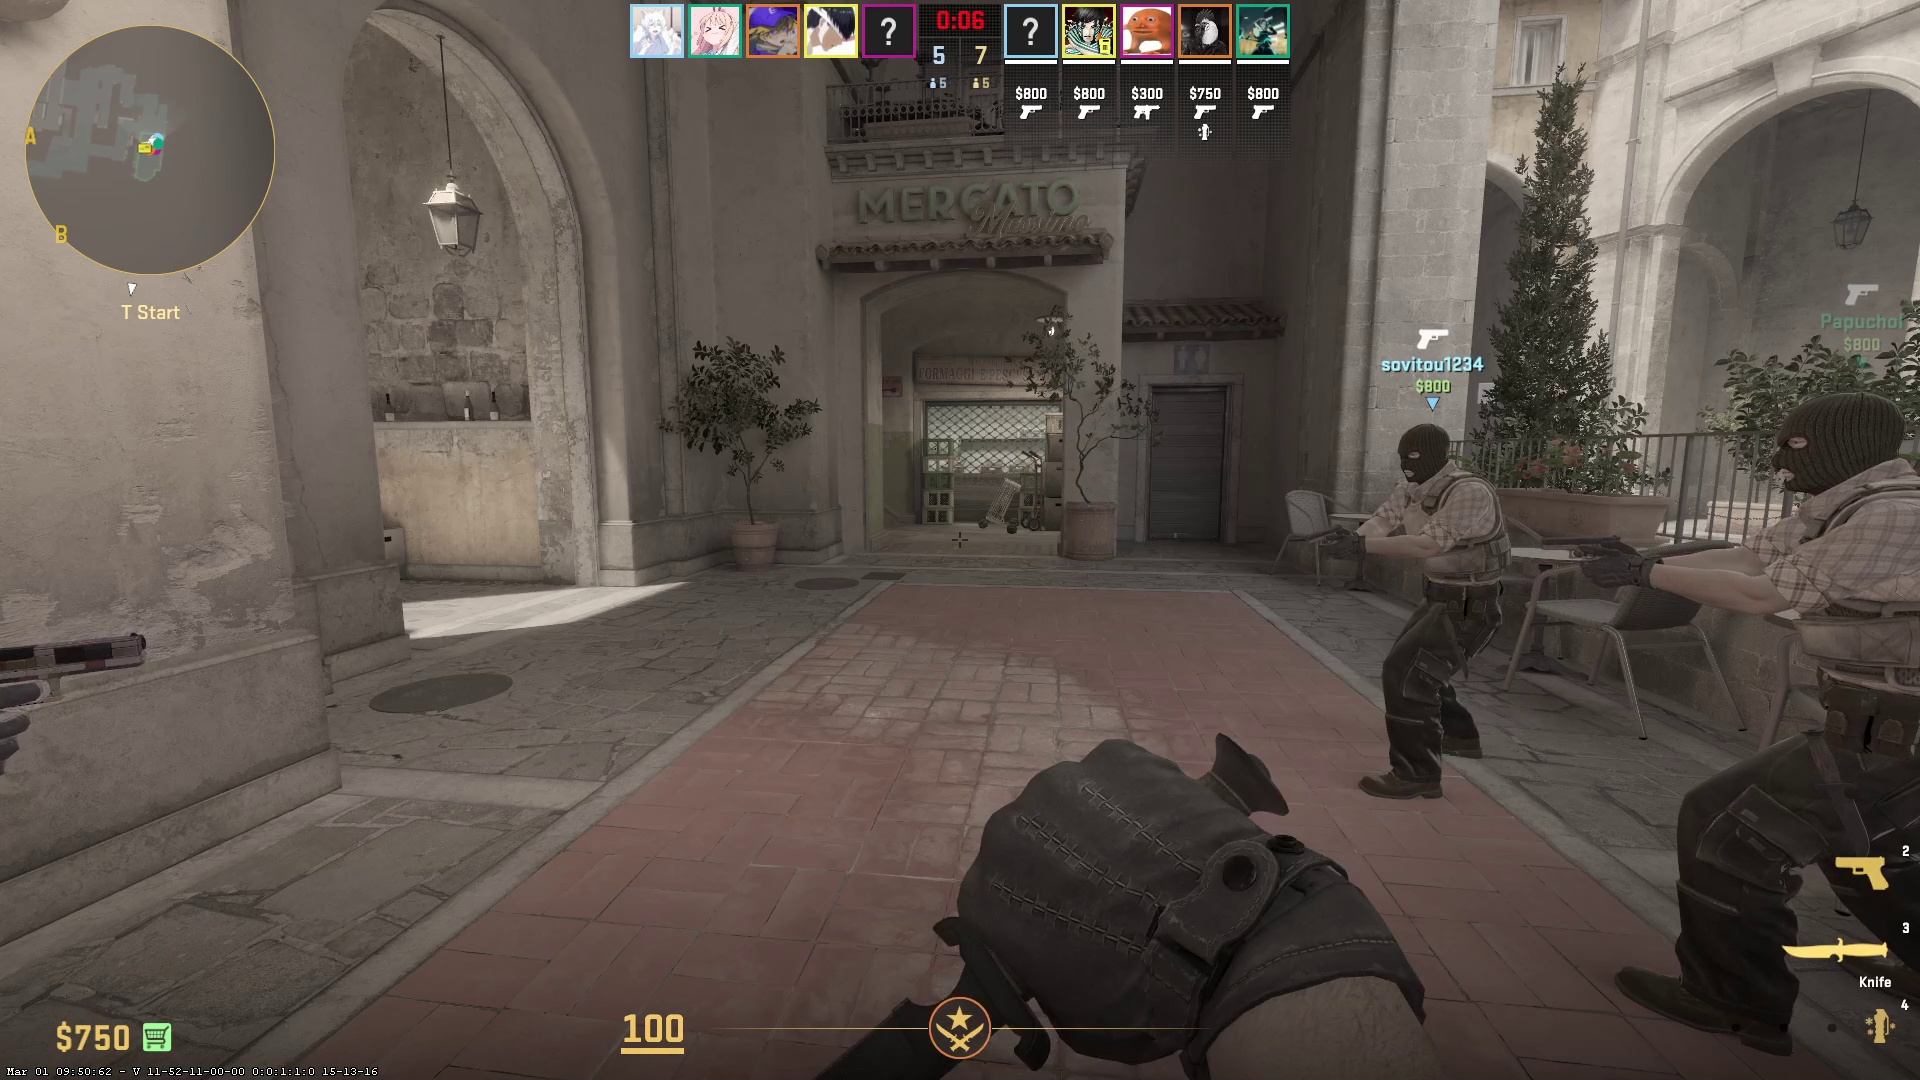 0:06
5 7
5 5
? ?
$800 $800 $300 $750 $800
A
B
T Start
MERCATO
Massimo
FORMAGGI E PESCE
sovitou1234
$800
Papuchoi
$800
2
3
Knife
4
$750
100
Mar 01 09:50:62 - V 11-52-11-00-00 0:0:1:1:0 15-13-16